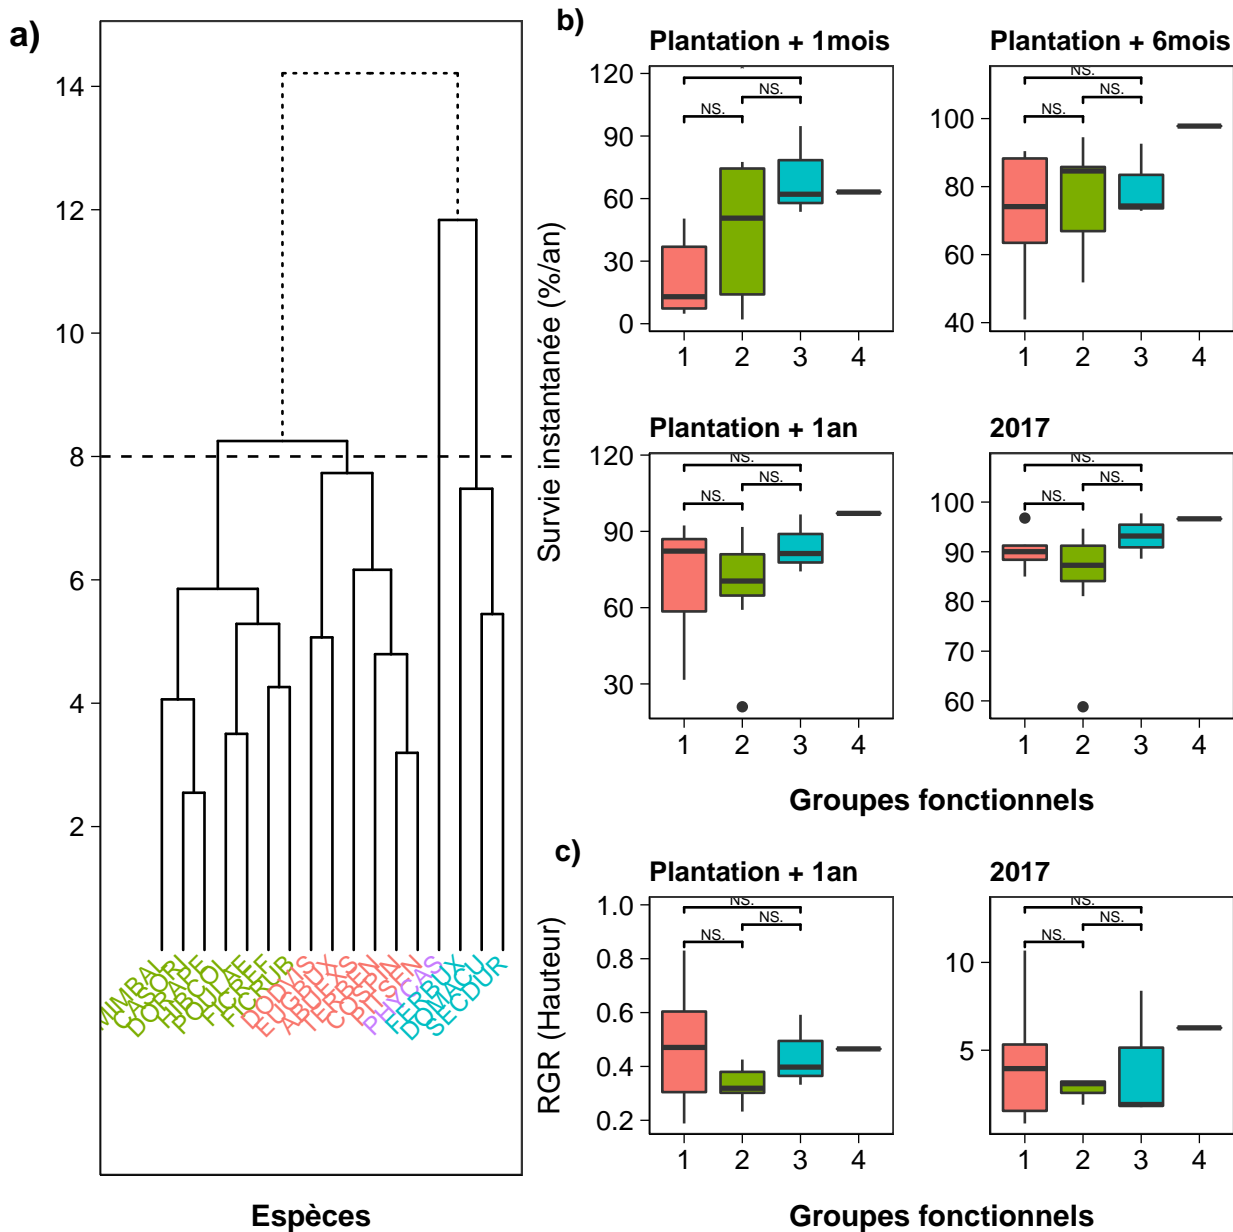 a)
14
12
10
8
6
4
2
MIMBAL
Espèces
b)
Survie instantanée (%/an)
Plantation + 1mois
120
90
60
30
0
NS.
NS.
1 2 3 4
Plantation + 6mois
100
80
60
40
NS.
NS.
NS.
1 2 3 4
Plantation + 1an
120
90
60
30
NS.
NS.
NS.
1 2 3 4
2017
100
90
80
70
60
NS.
NS.
NS.
1 2 3 4
Groupes fonctionnels
c)
RGR (Hauteur)
Plantation + 1an
1.0
0.8
0.6
0.4
0.2
NS.
NS.
NS.
1 2 3 4
2017
10
5
NS.
NS.
NS.
1 2 3 4
Groupes fonctionnels
PHYCAS
FERBUX
DOMACU
SECDUR